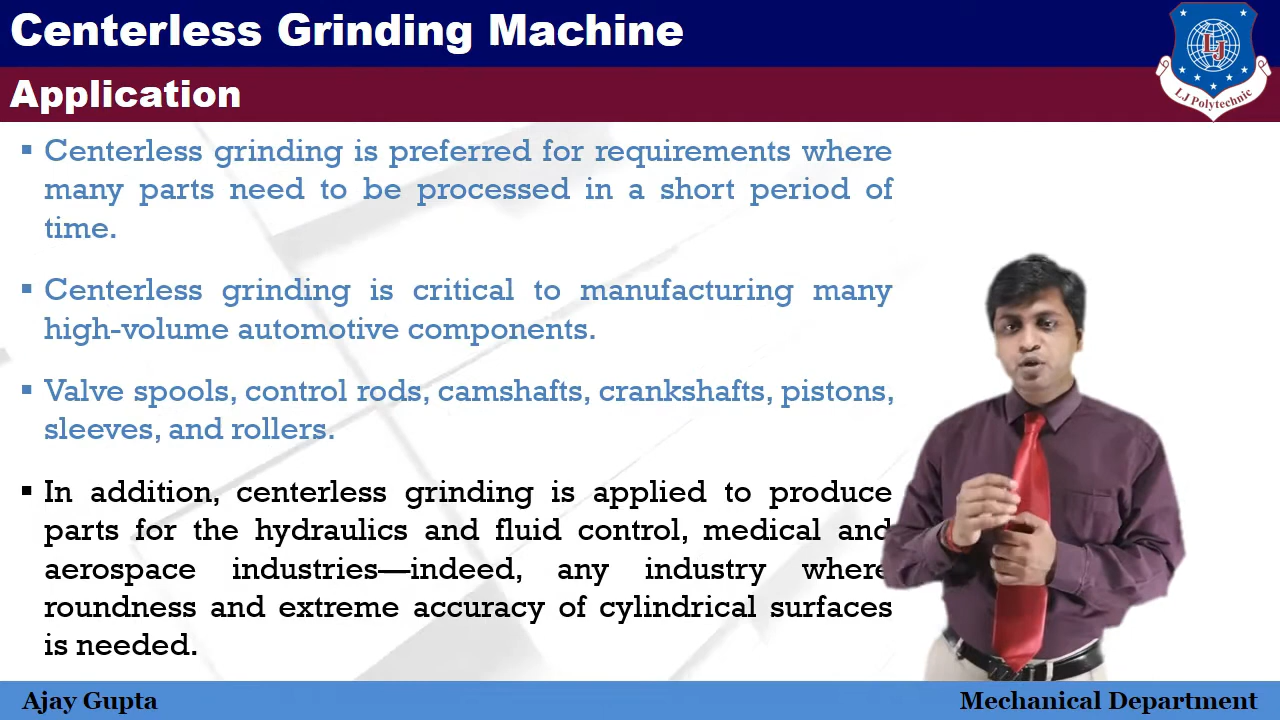 Centerless Grinding Machine
Application
LJ
LJ Polytechnic
▪ Centerless grinding is preferred for requirements where
many parts need to be processed in a short period of
time.
▪ Centerless grinding is critical to manufacturing many
high-volume automotive components.
▪ Valve spools, control rods, camshafts, crankshafts, pistons,
sleeves, and rollers.
▪ In addition, centerless grinding is applied to produce
parts for the hydraulics and fluid control, medical and
aerospace industries—indeed, any industry where
roundness and extreme accuracy of cylindrical surfaces
is needed.
Ajay Gupta
Mechanical Department